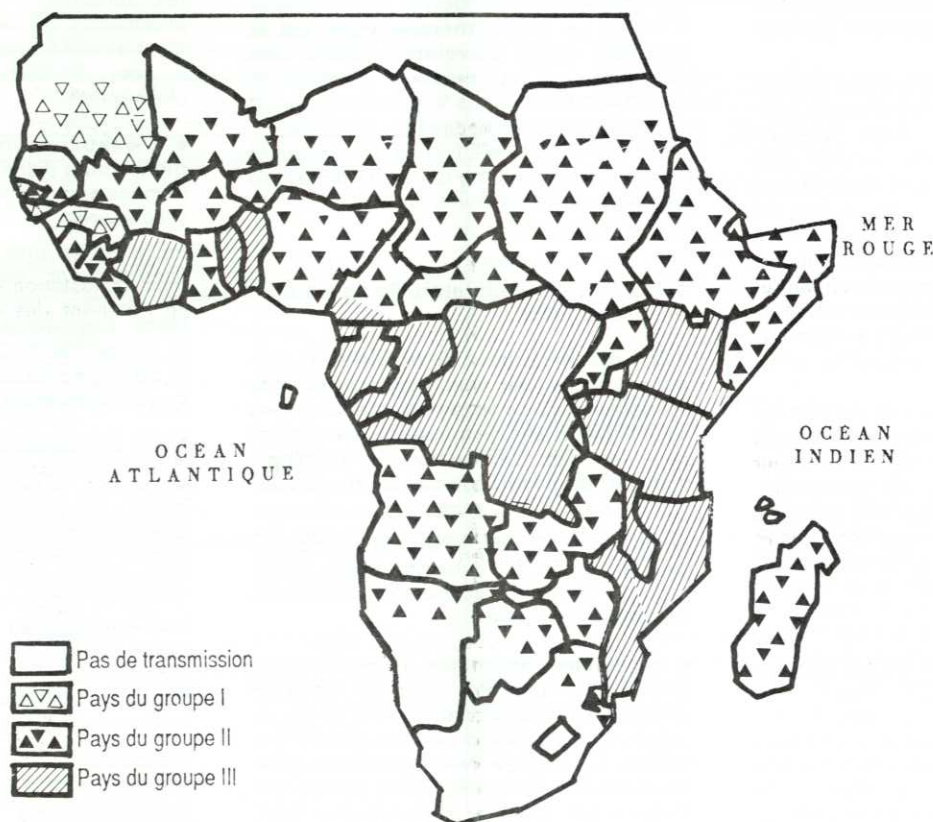 MER
ROUGE
OCÉAN
ATLANTIQUE
OCÉAN
INDIEN
Pas de transmission
Pays du groupe I
Pays du groupe II
Pays du groupe III